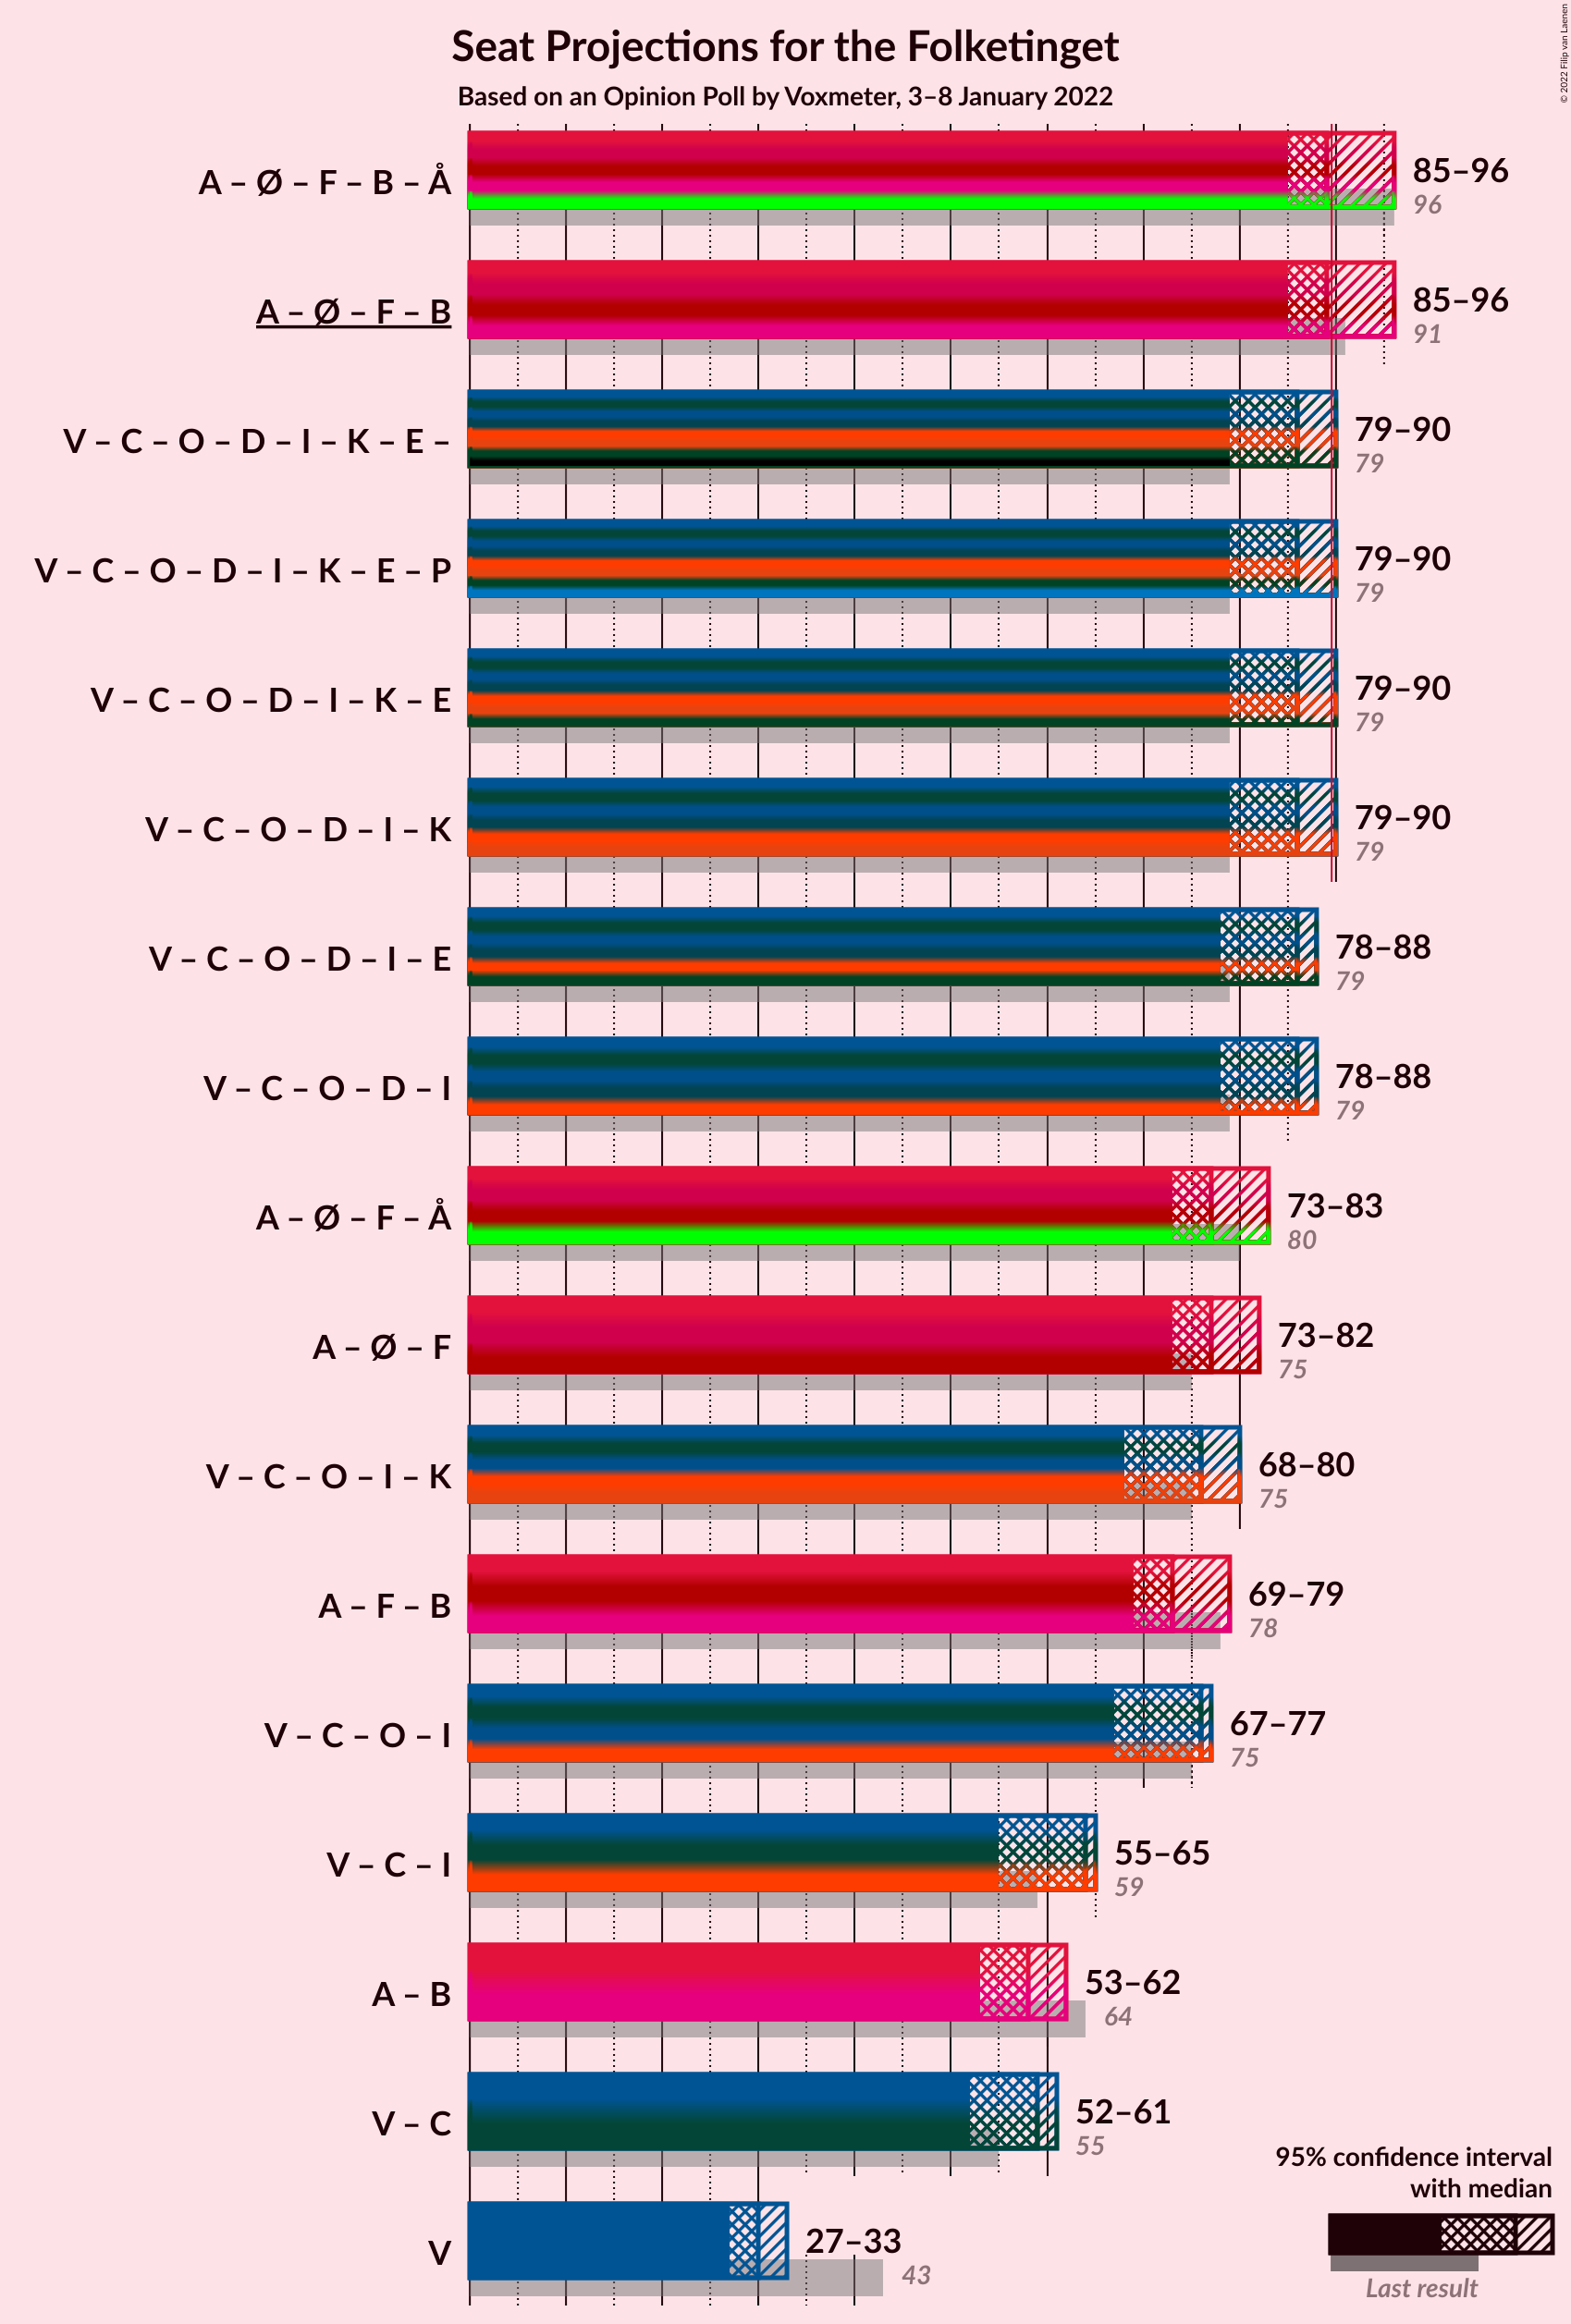 Seat Projections for the Folketinget
Based on an Opinion Poll by Voxmeter, 3–8 January 2022
© 2022 Filip van Laenen
A – Ø – F – B – Å
85–96
96
A – Ø – F – B
85–96
91
V – C – O – D – I – K – E –
79–90
79
V – C – O – D – I – K – E – P
79–90
79
V – C – O – D – I – K – E
79–90
79
V – C – O – D – I – K
79–90
79
V – C – O – D – I – E
78–88
79
V – C – O – D – I
78–88
79
A – Ø – F – Å
73–83
80
A – Ø – F
73–82
75
V – C – O – I – K
68–80
75
A – F – B
69–79
78
V – C – O – I
67–77
75
V – C – I
55–65
59
A – B
53–62
64
V – C
52–61
55
V
27–33
43
95% confidence interval
with median
Last result